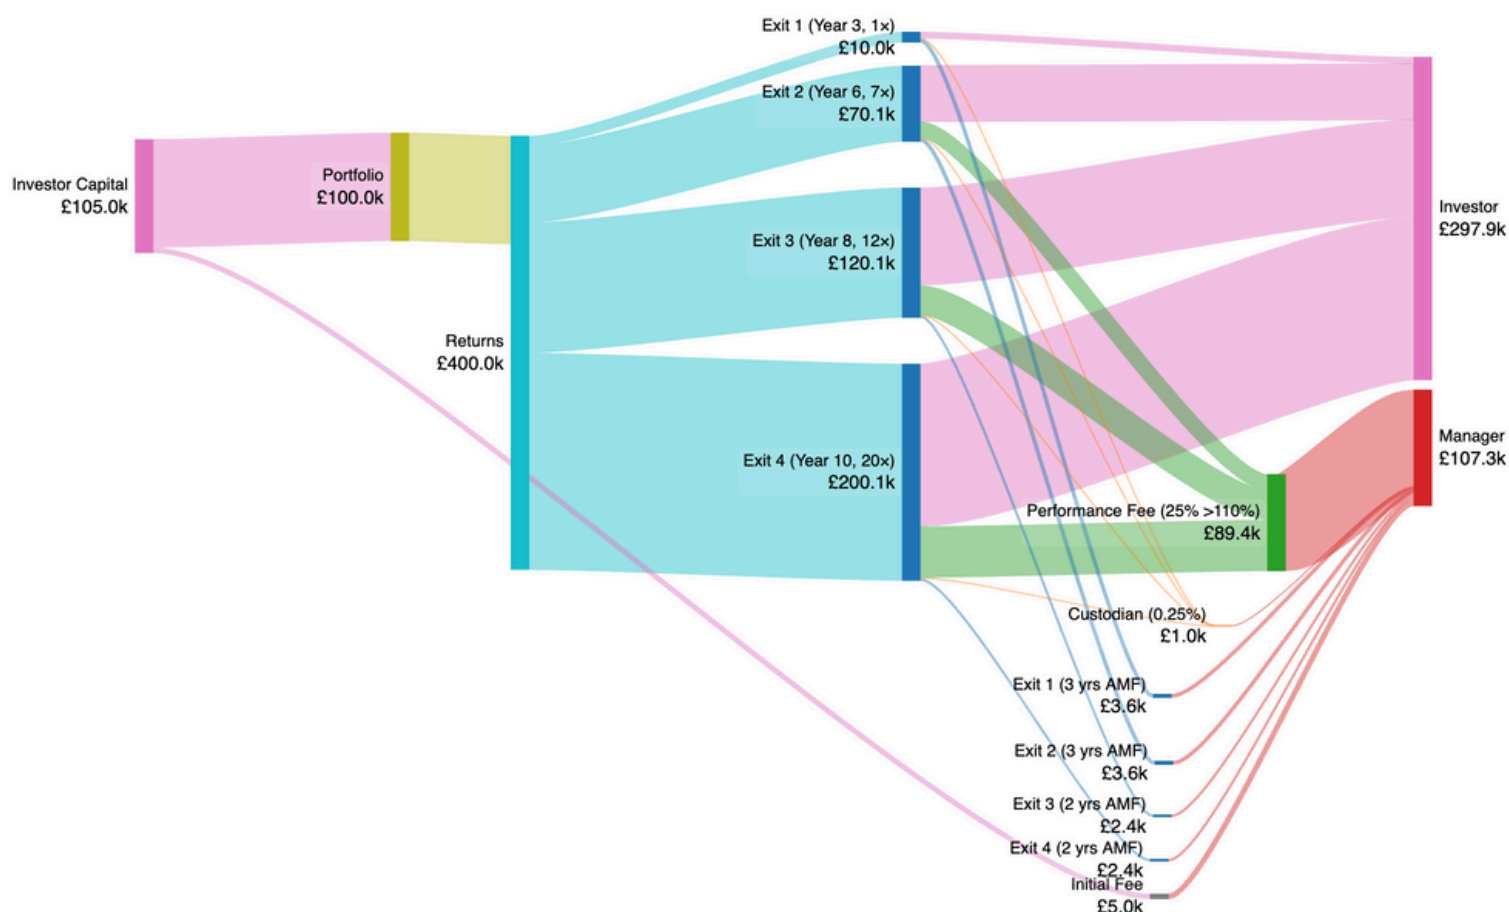 Exit 1 (Year 3, 1×)
£10.0k
Exit 2 (Year 6, 7×)
£70.1k
Investor Capital
£105.0k
Portfolio
£100.0k
Exit 3 (Year 8, 12×)
£120.1k
Investor
£297.9k
Returns
£400.0k
Exit 4 (Year 10, 20×)
£200.1k
Manager
£107.3k
Performance Fee (25% >110%)
£89.4k
Custodian (0.25%)
£1.0k
Exit 1 (3 yrs AMF)
£3.6k
Exit 2 (3 yrs AMF)
£3.6k
Exit 3 (2 yrs AMF)
£2.4k
Exit 4 (2 yrs AMF)
£2.4k
Initial Fee
£5.0k